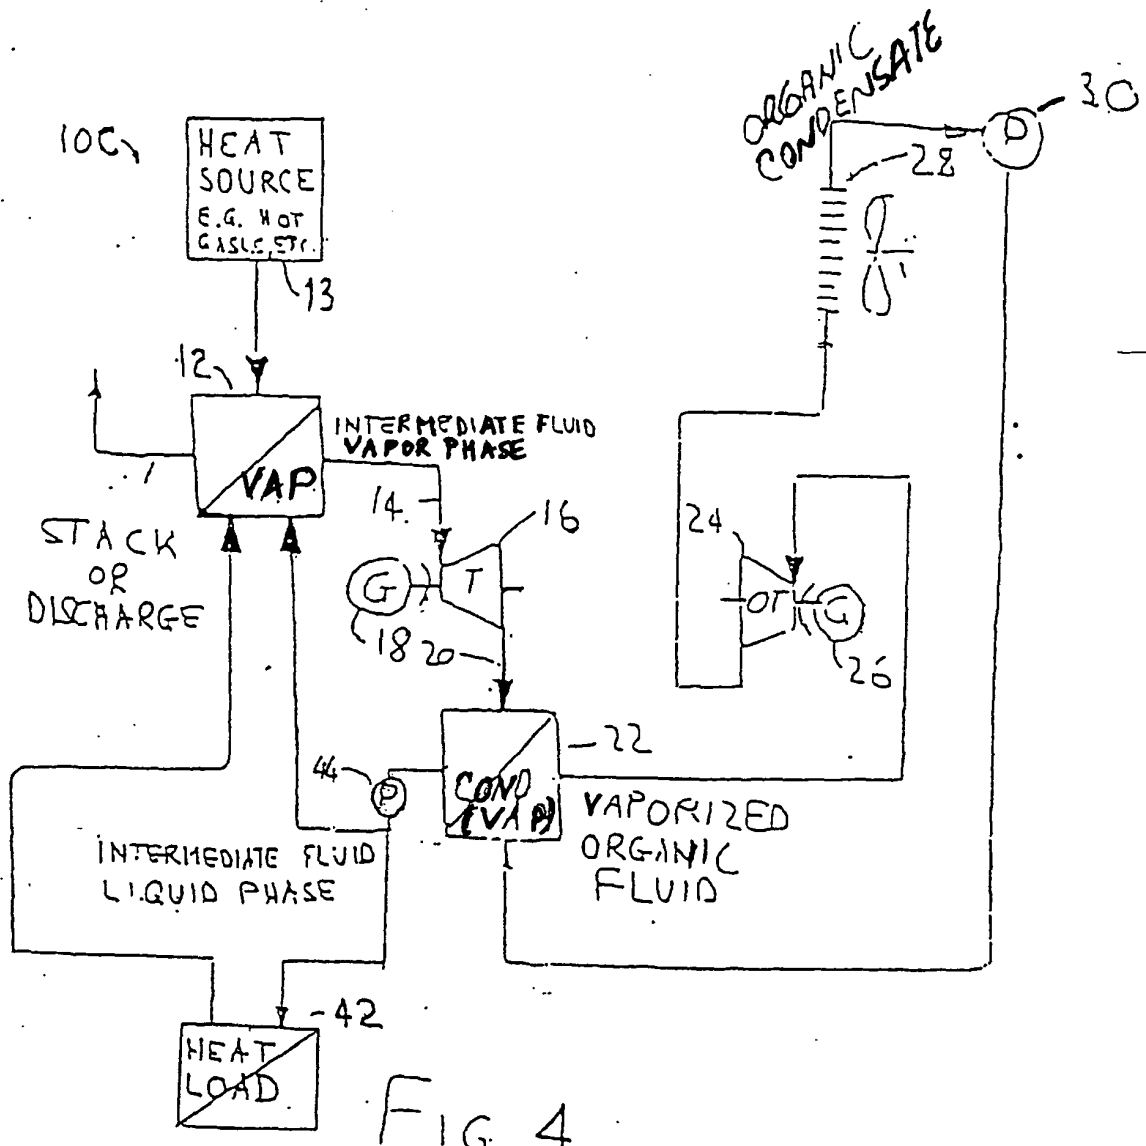 ORGANIC
CONDENSATE
30
P
28
10C
HEAT
SOURCE
E.G. HOT
13
12
VAP
INTERMEDIATE FLUID
VAPOR PHASE
14
16
STACK
OR
DISCHARGE
G
T
18
20
24
OT
G
26
22
44
P
COND
(VAP)
VAPORIZED
ORGANIC
FLUID
INTERMEDIATE FLUID
LIQUID PHASE
42
HEAT
LOAD
FIG 4